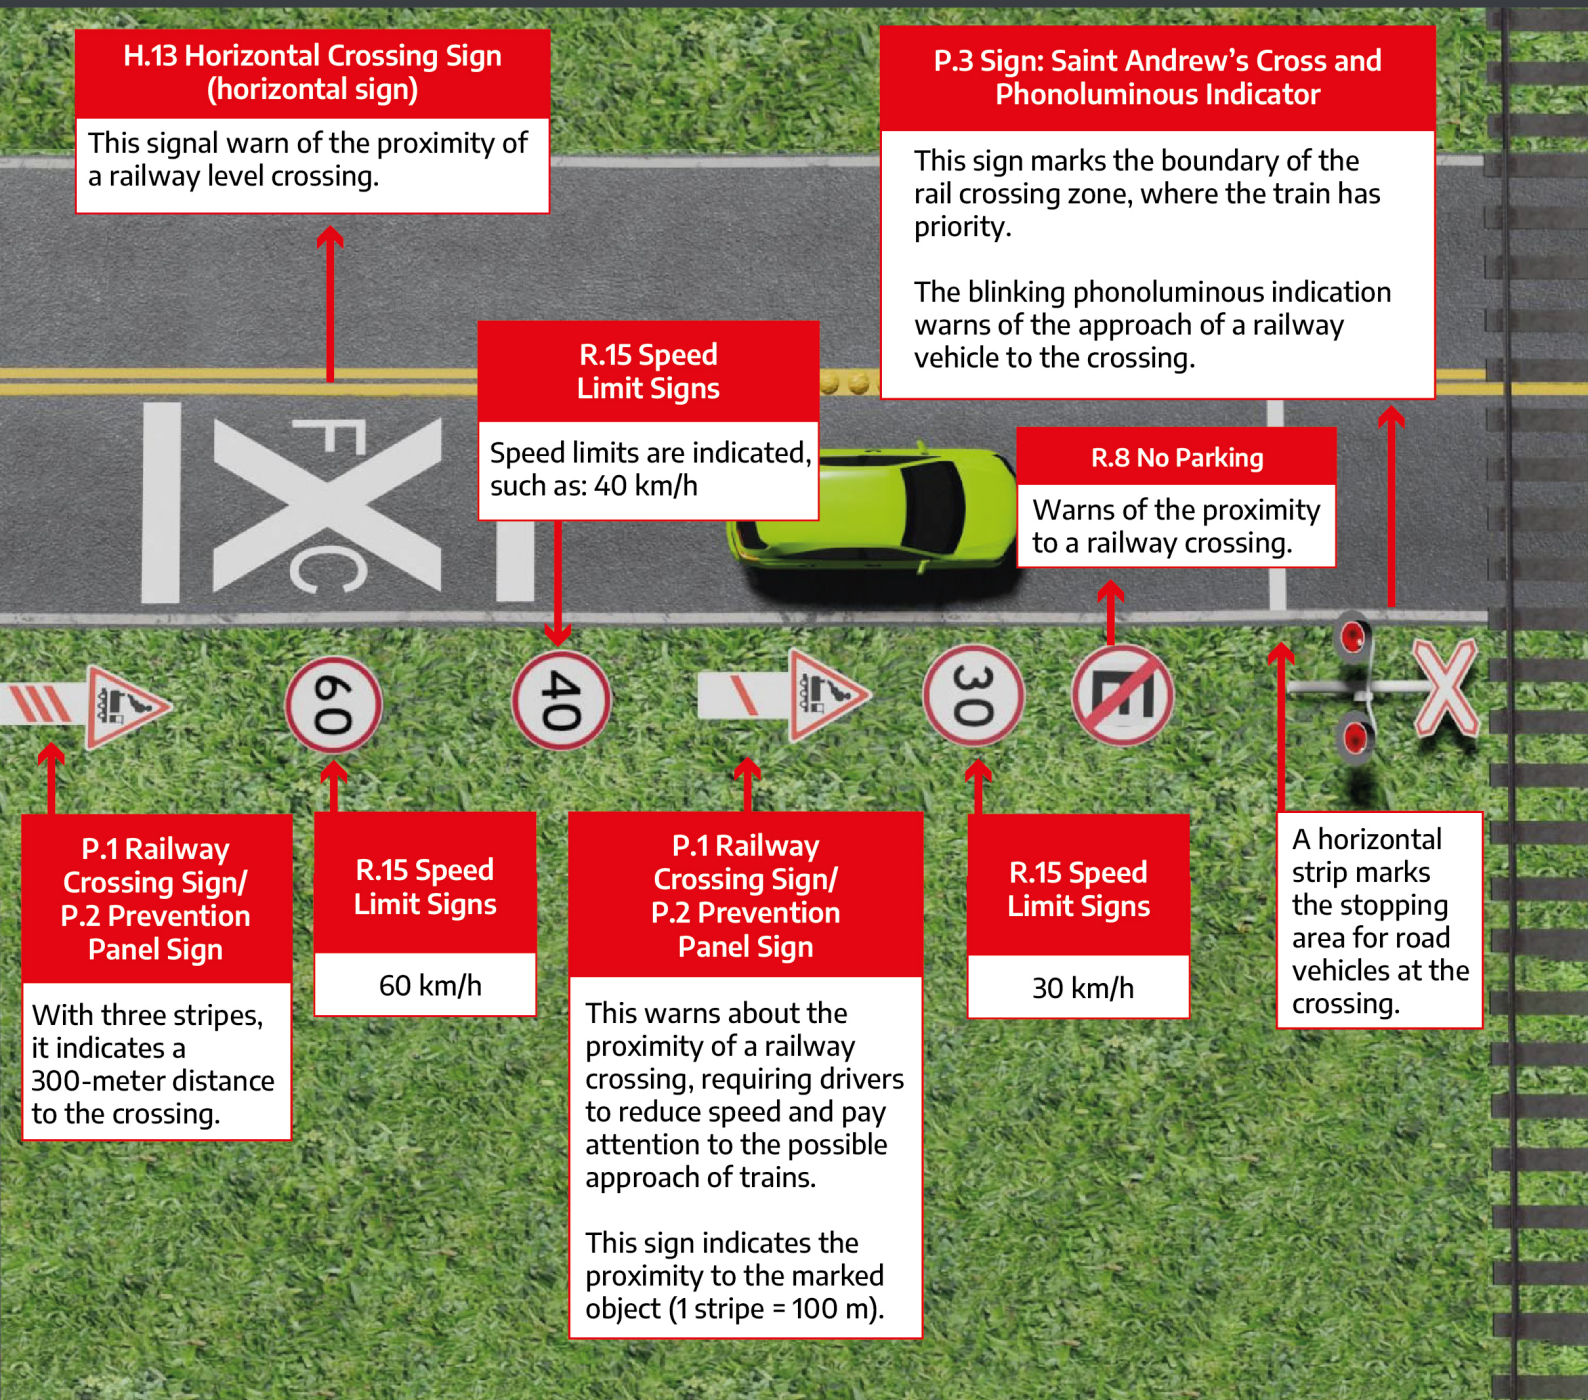 H.13 Horizontal Crossing Sign
(horizontal sign)
This signal warn of the proximity of
a railway level crossing.
P.3 Sign: Saint Andrew’s Cross and
Phonoluminous Indicator
This sign marks the boundary of the
rail crossing zone, where the train has
priority.
The blinking phonoluminous indication
warns of the approach of a railway
vehicle to the crossing.
R.15 Speed
Limit Signs
Speed limits are indicated,
such as: 40 km/h
R.8 No Parking
Warns of the proximity
to a railway crossing.
F
C
60
40
30
E
P.1 Railway
Crossing Sign/
P.2 Prevention
Panel Sign
With three stripes,
it indicates a
300-meter distance
to the crossing.
R.15 Speed
Limit Signs
60 km/h
P.1 Railway
Crossing Sign/
P.2 Prevention
Panel Sign
This warns about the
proximity of a railway
crossing, requiring drivers
to reduce speed and pay
attention to the possible
approach of trains.
This sign indicates the
proximity to the marked
object (1 stripe = 100 m).
R.15 Speed
Limit Signs
30 km/h
A horizontal
strip marks
the stopping
area for road
vehicles at the
crossing.